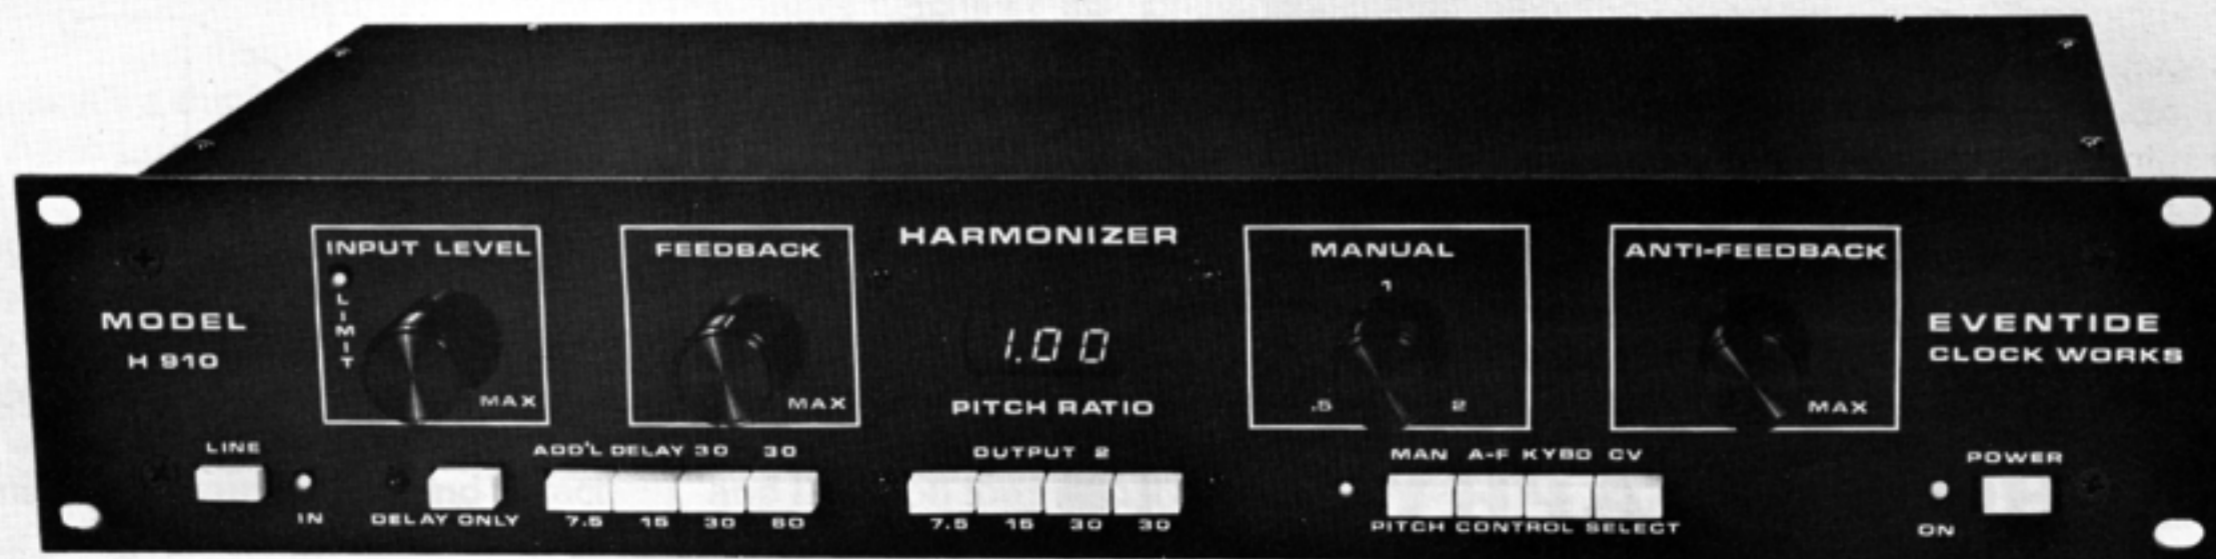 HARMONIZER
INPUT LEVEL
LIMIT
MAX
FEEDBACK
MAX
1.00
PITCH RATIO
MANUAL
1
.5 2
ANTI-FEEDBACK
MAX
MODEL
H 910
EVENTIDE
CLOCK WORKS
LINE
IN
DELAY ONLY
ADD'L DELAY 30 30
7.5 15 30 60
OUTPUT 2
7.5 15 30 30
MAN A-F KYBD CV
PITCH CONTROL SELECT
POWER
ON